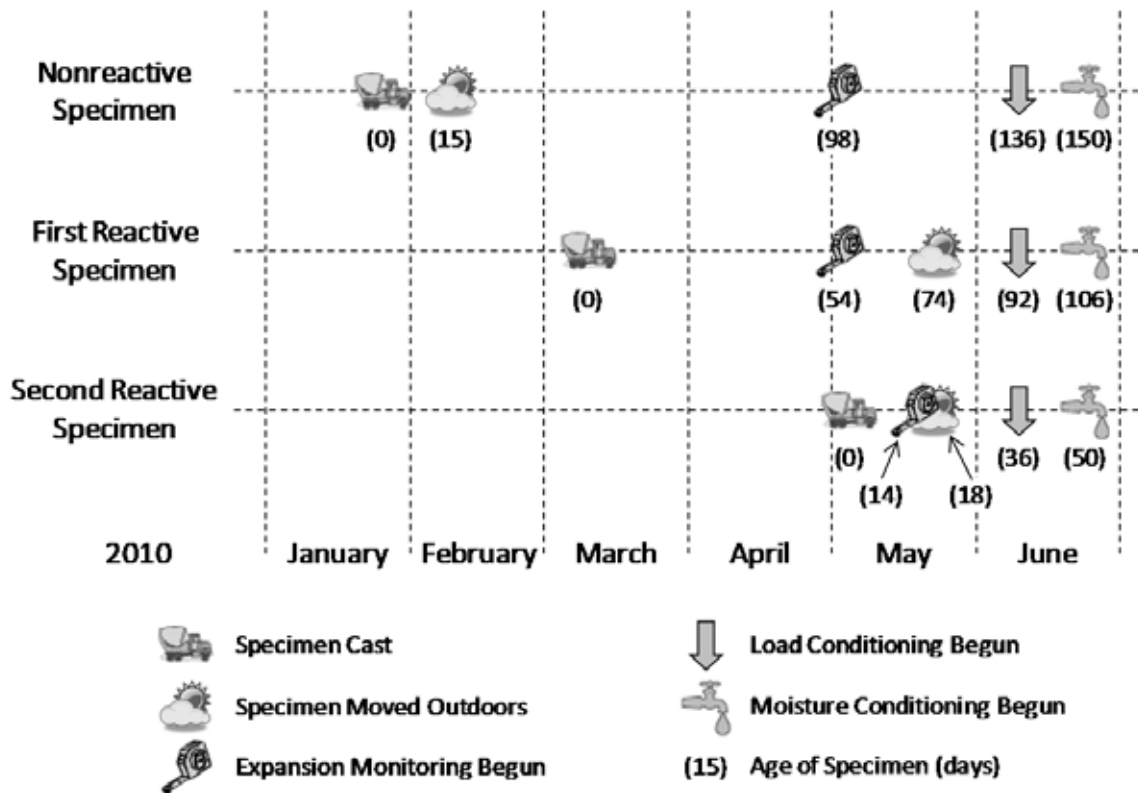 Nonreactive
Specimen
(0) (15) (98) (136) (150)
First Reactive
Specimen
(0) (54) (74) (92) (106)
Second Reactive
Specimen
(0) (36) (50)
(14) (18)
2010 January February March April May June
Specimen Cast Load Conditioning Begun
Specimen Moved Outdoors Moisture Conditioning Begun
Expansion Monitoring Begun (15) Age of Specimen (days)